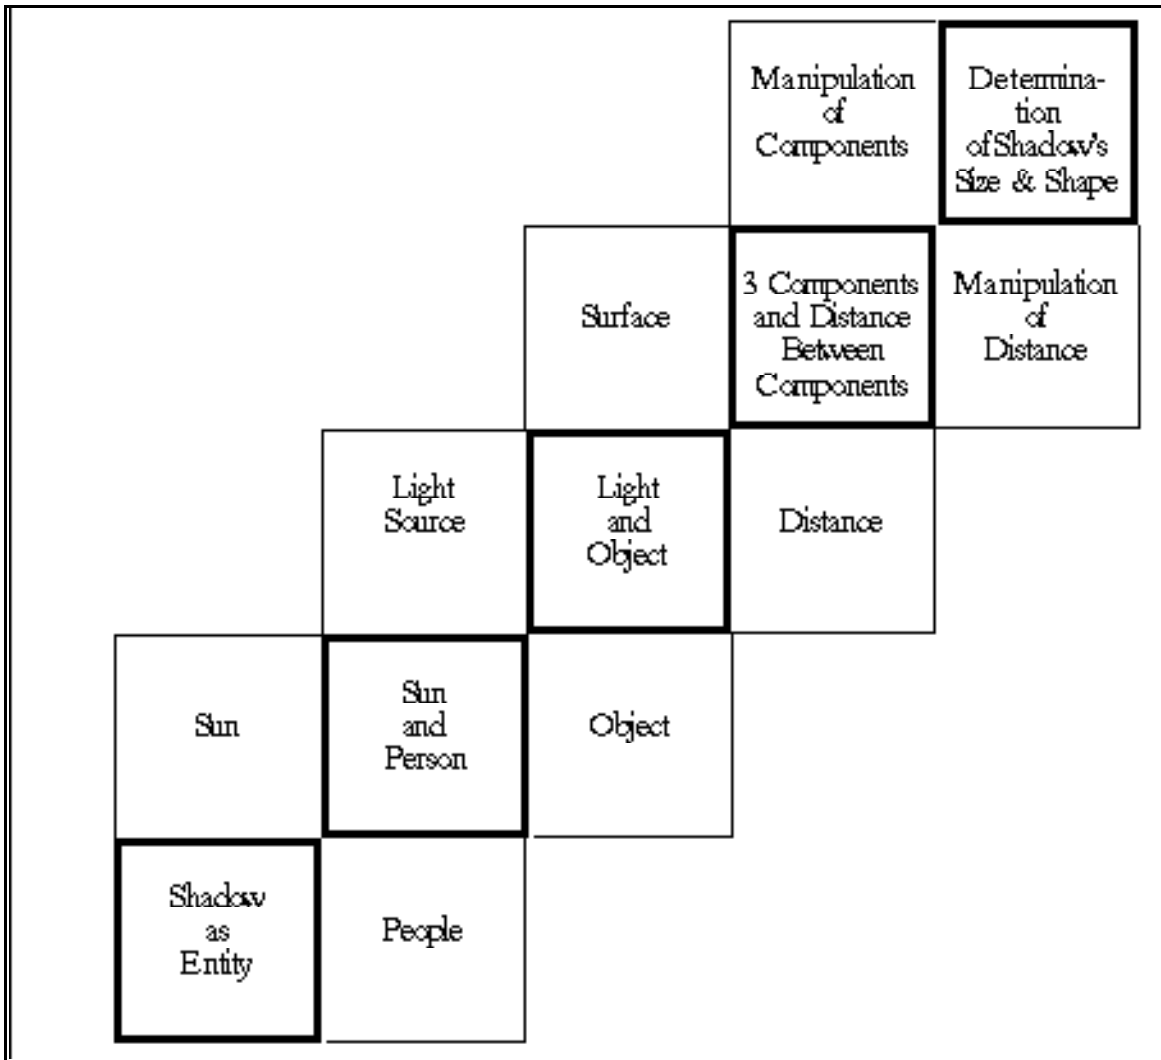 Manipulation
of
Components
Determina-
tion
of Shadow's
Size & Shape
Surface
3 Components
and Distance
Between
Components
Manipulation
of
Distance
Light
Source
Light
and
Object
Distance
Sun
Sun
and
Person
Object
Shadow
as
Entity
People